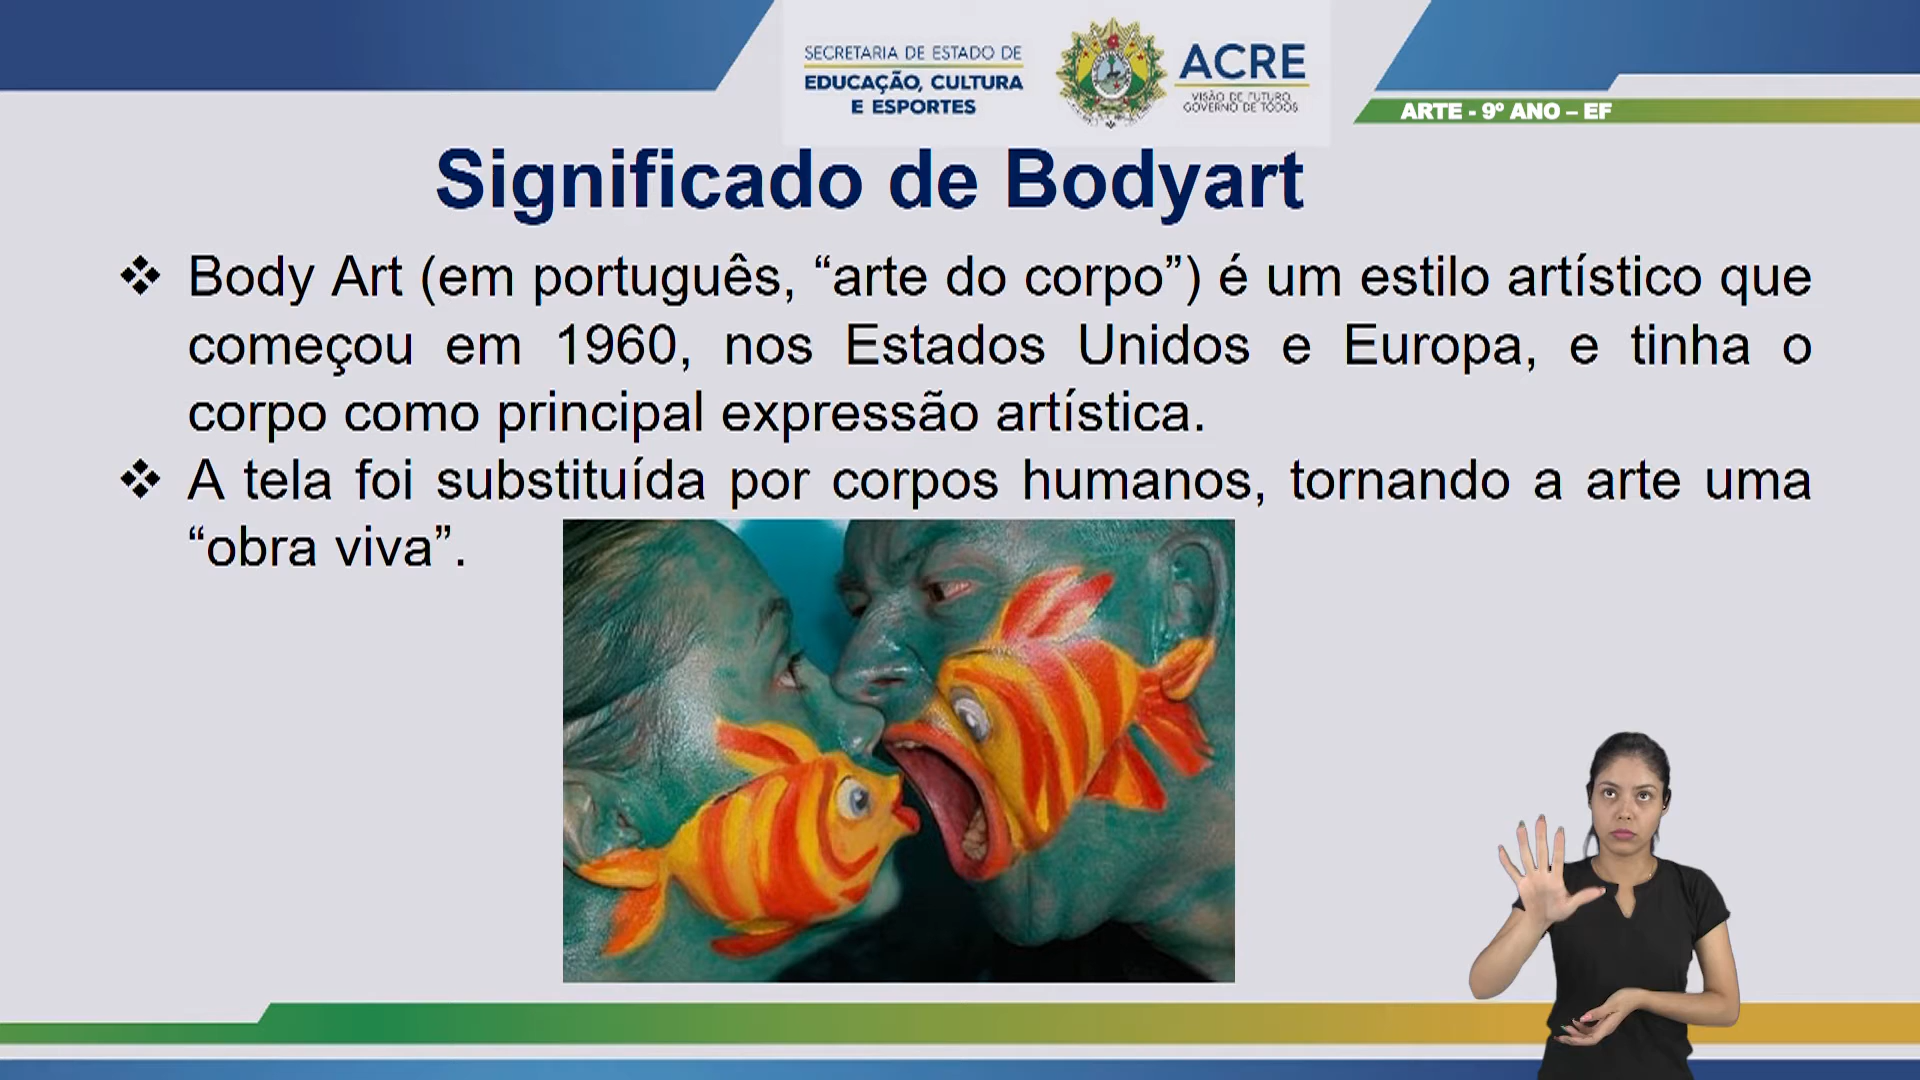 SECRETARIA DE ESTADO DE
EDUCAÇÃO, CULTURA
E ESPORTES
ACRE
VISÃO DE FUTURO,
GOVERNO DE TODOS
ARTE - 9º ANO – EF
Significado de Bodyart
❖ Body Art (em português, “arte do corpo”) é um estilo artístico que
começou em 1960, nos Estados Unidos e Europa, e tinha o
corpo como principal expressão artística.
❖ A tela foi substituída por corpos humanos, tornando a arte uma
“obra viva”.